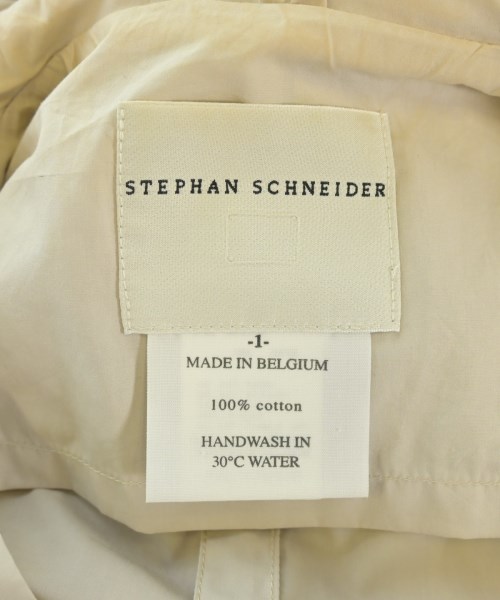 STEPHAN SCHNEIDER
-1-
MADE IN BELGIUM
100% cotton
HANDWASH IN
30°C WATER